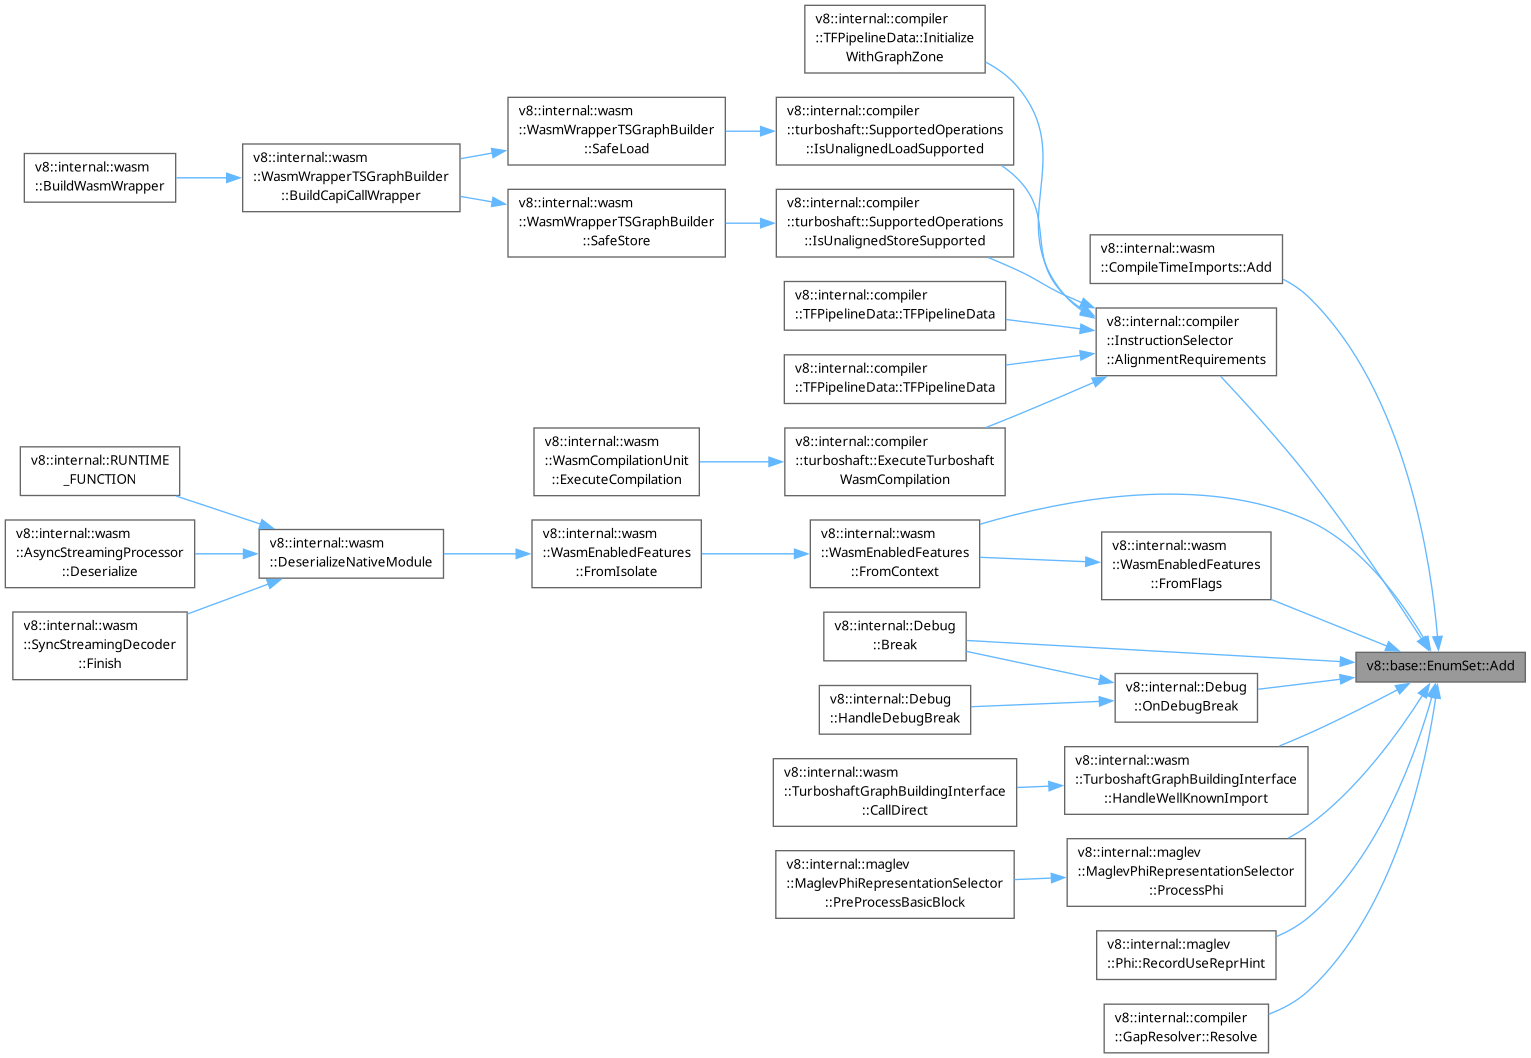 v8::internal::compiler
::TFPipelineData::Initialize
WithGraphZone
v8::internal::wasm
::WasmWrapperTSGraphBuilder
::SafeLoad
v8::internal::compiler
::turboshaft::SupportedOperations
::IsUnalignedLoadSupported
v8::internal::wasm
::BuildWasmWrapper
v8::internal::wasm
::WasmWrapperTSGraphBuilder
::BuildCapiCallWrapper
v8::internal::wasm
::WasmWrapperTSGraphBuilder
::SafeStore
v8::internal::compiler
::turboshaft::SupportedOperations
::IsUnalignedStoreSupported
v8::internal::wasm
::CompileTimeImports::Add
v8::internal::compiler
::TFPipelineData::TFPipelineData
v8::internal::compiler
::InstructionSelector
::AlignmentRequirements
v8::internal::compiler
::TFPipelineData::TFPipelineData
v8::internal::wasm
::WasmCompilationUnit
::ExecuteCompilation
v8::internal::compiler
::turboshaft::ExecuteTurboshaft
WasmCompilation
v8::internal::RUNTIME
_FUNCTION
v8::internal::wasm
::AsyncStreamingProcessor
::Deserialize
v8::internal::wasm
::DeserializeNativeModule
v8::internal::wasm
::WasmEnabledFeatures
::FromIsolate
v8::internal::wasm
::WasmEnabledFeatures
::FromContext
v8::internal::wasm
::WasmEnabledFeatures
::FromFlags
v8::internal::wasm
::SyncStreamingDecoder
::Finish
v8::internal::Debug
::Break
v8::base::EnumSet::Add
v8::internal::Debug
::HandleDebugBreak
v8::internal::Debug
::OnDebugBreak
v8::internal::wasm
::TurboshaftGraphBuildingInterface
::CallDirect
v8::internal::wasm
::TurboshaftGraphBuildingInterface
::HandleWellKnownImport
v8::internal::maglev
::MaglevPhiRepresentationSelector
::PreProcessBasicBlock
v8::internal::maglev
::MaglevPhiRepresentationSelector
::ProcessPhi
v8::internal::maglev
::Phi::RecordUseReprHint
v8::internal::compiler
::GapResolver::Resolve